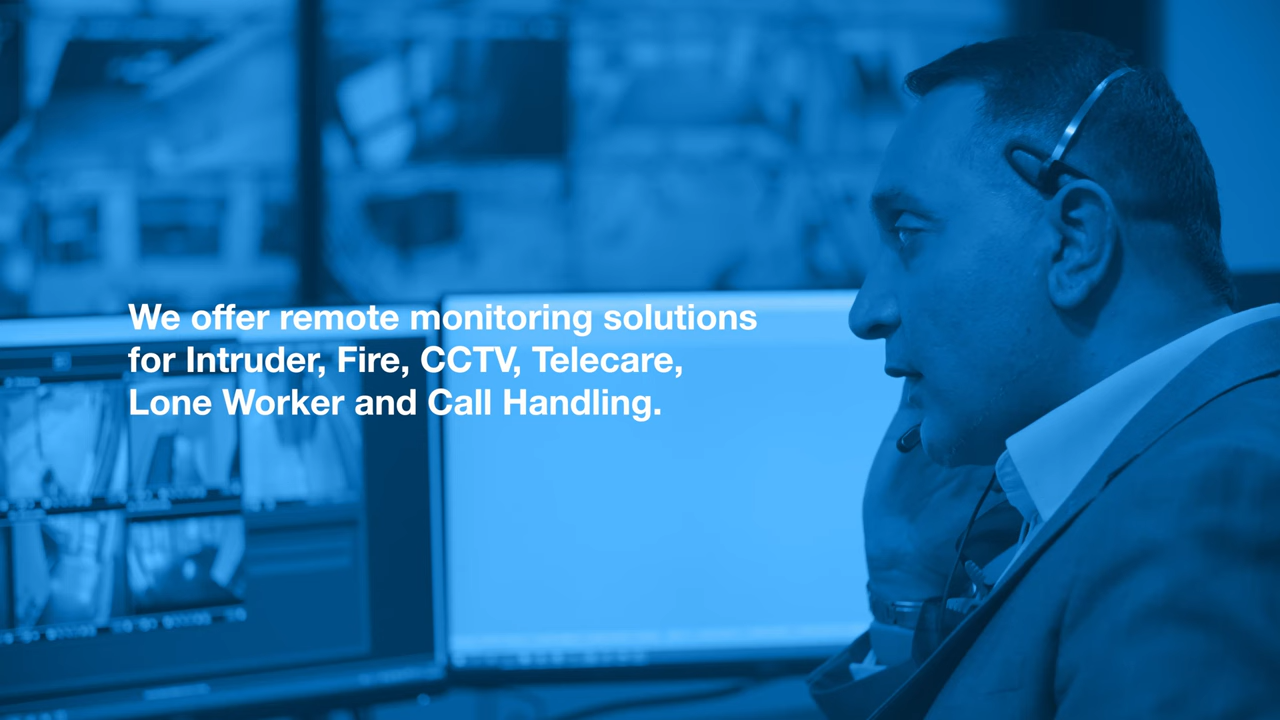 We offer remote monitoring solutions
for Intruder, Fire, CCTV, Telecare,
Lone Worker and Call Handling.